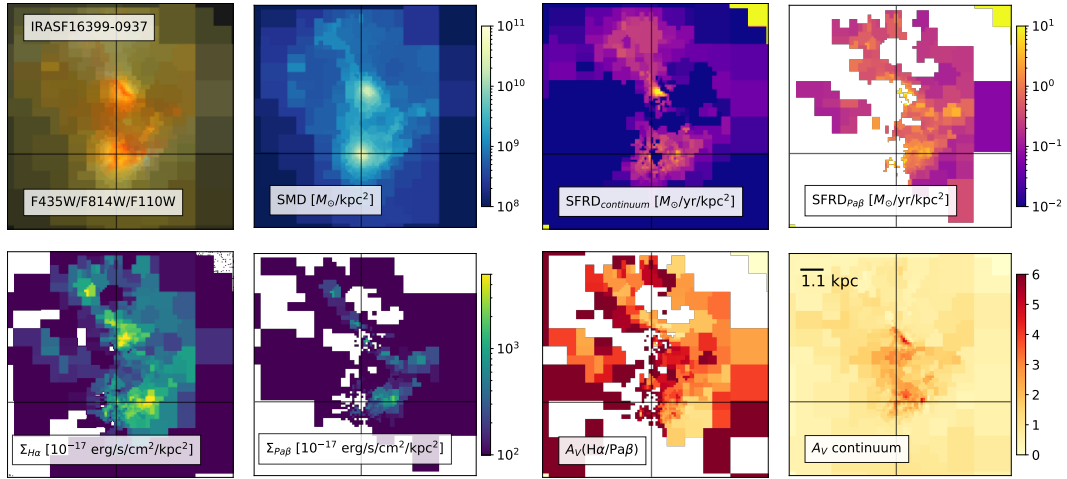 IRASF16399-0937
F435W/F814W/F110W
SMD [M⊙/kpc²]
10¹¹
10¹⁰
10⁹
10⁸
SFRD_continuum [M⊙/yr/kpc²]
SFRD_Paβ [M⊙/yr/kpc²]
10¹
10⁰
10⁻¹
10⁻²
Σ_Hα [10⁻¹⁷ erg/s/cm²/kpc²]
Σ_Paβ [10⁻¹⁷ erg/s/cm²/kpc²]
10³
10²
A_V(Hα/Paβ)
1.1 kpc
A_V continuum
6
5
4
3
2
1
0